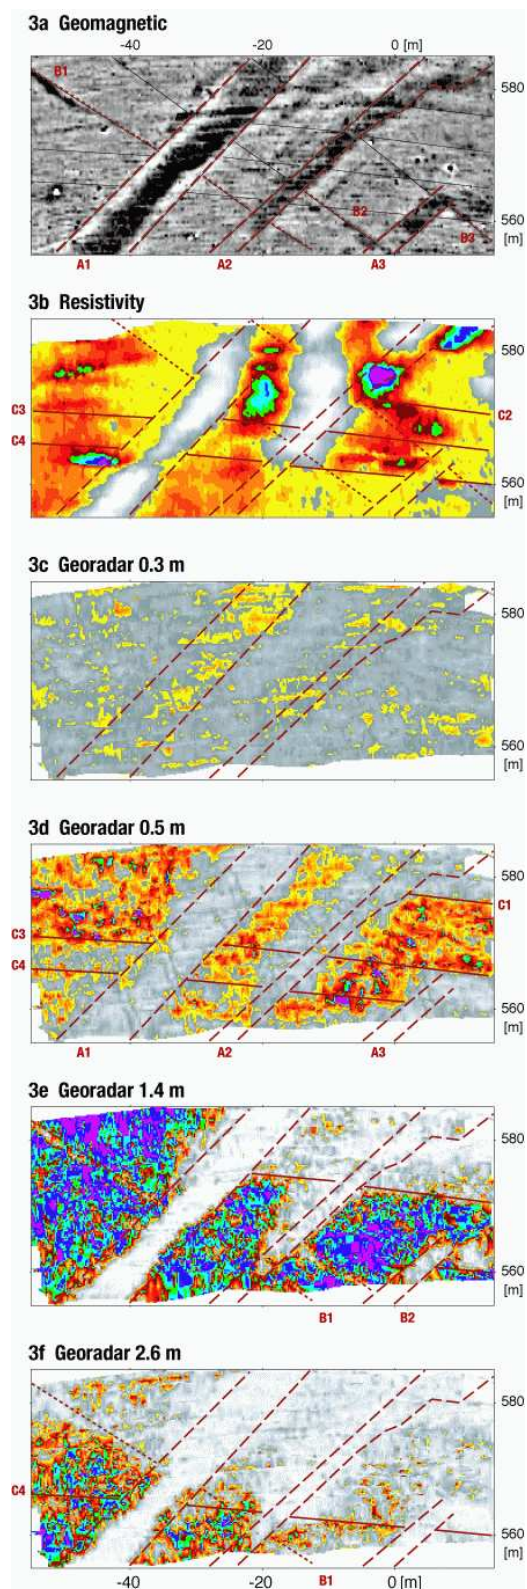 3a Geomagnetic
-40 -20 0 [m]
B1
580
B2
560
[m]
B3
A1 A2 A3
3b Resistivity
580
C3
C2
C4
560
[m]
3c Georadar 0.3 m
580
560
[m]
3d Georadar 0.5 m
580
C1
C3
C4
560
[m]
A1 A2 A3
3e Georadar 1.4 m
580
560
[m]
B1 B2
3f Georadar 2.6 m
580
C4
560
[m]
-40 -20 B1 0 [m]